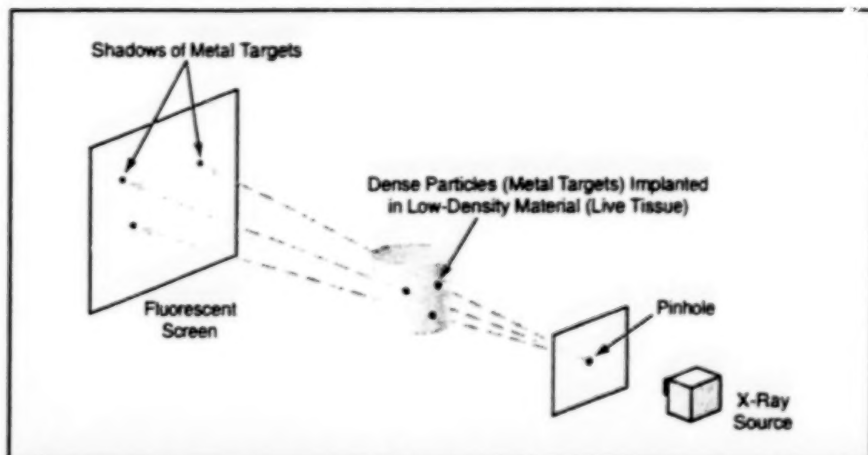 Shadows of Metal Targets
Dense Particles (Metal Targets) Implanted
in Low-Density Material (Live Tissue)
Pinhole
Fluorescent
Screen
X-Ray
Source